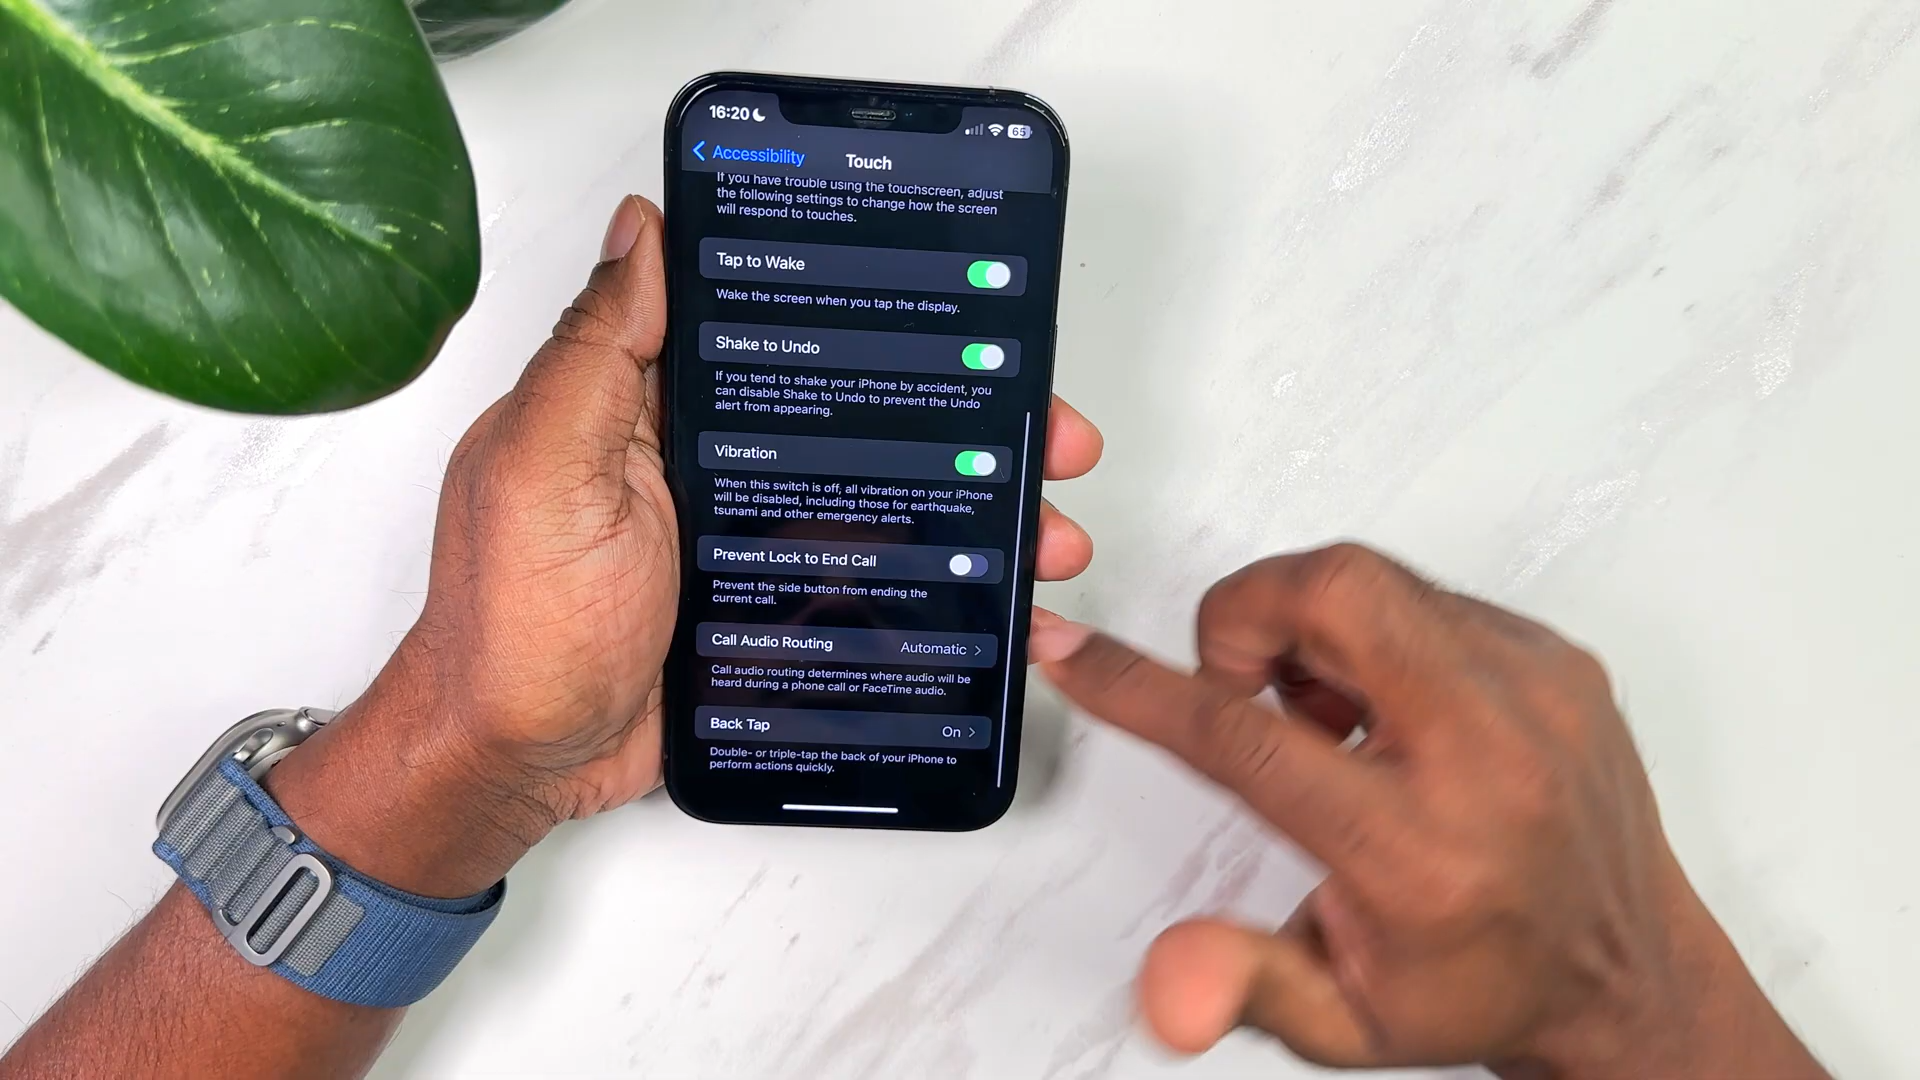 16:20
65
Accessibility
Touch
If you have trouble using the touchscreen, adjust
the following settings to change how the screen
will respond to touches.
Tap to Wake
Wake the screen when you tap the display.
Shake to Undo
If you tend to shake your iPhone by accident, you
can disable Shake to Undo to prevent the Undo
alert from appearing.
Vibration
When this switch is off, all vibration on your iPhone
will be disabled, including those for earthquake,
tsunami and other emergency alerts.
Prevent Lock to End Call
Prevent the side button from ending the
current call.
Call Audio Routing Automatic
Call audio routing determines where audio will be
heard during a phone call or FaceTime audio.
Back Tap On
Double- or triple-tap the back of your iPhone to
perform actions quickly.